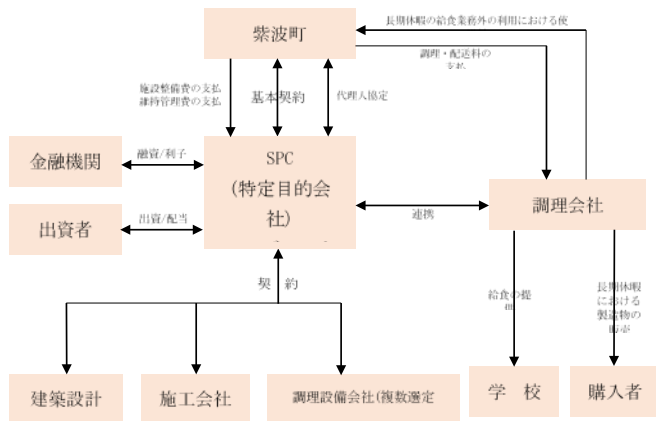 長期休暇の給食業務外の利用における使
紫波町
調理・配送料の
支払
施設整備費の支払
維持管理費の支払
基本契約
代理人協定
金融機関
融資/利子
SPC
(特定目的会
社)
調理会社
連携
出資者
出資/配当
契 約
給食の提
長期休暇
における
製造物の
建築設計
施工会社
調理設備会社(複数選定
学 校
購入者